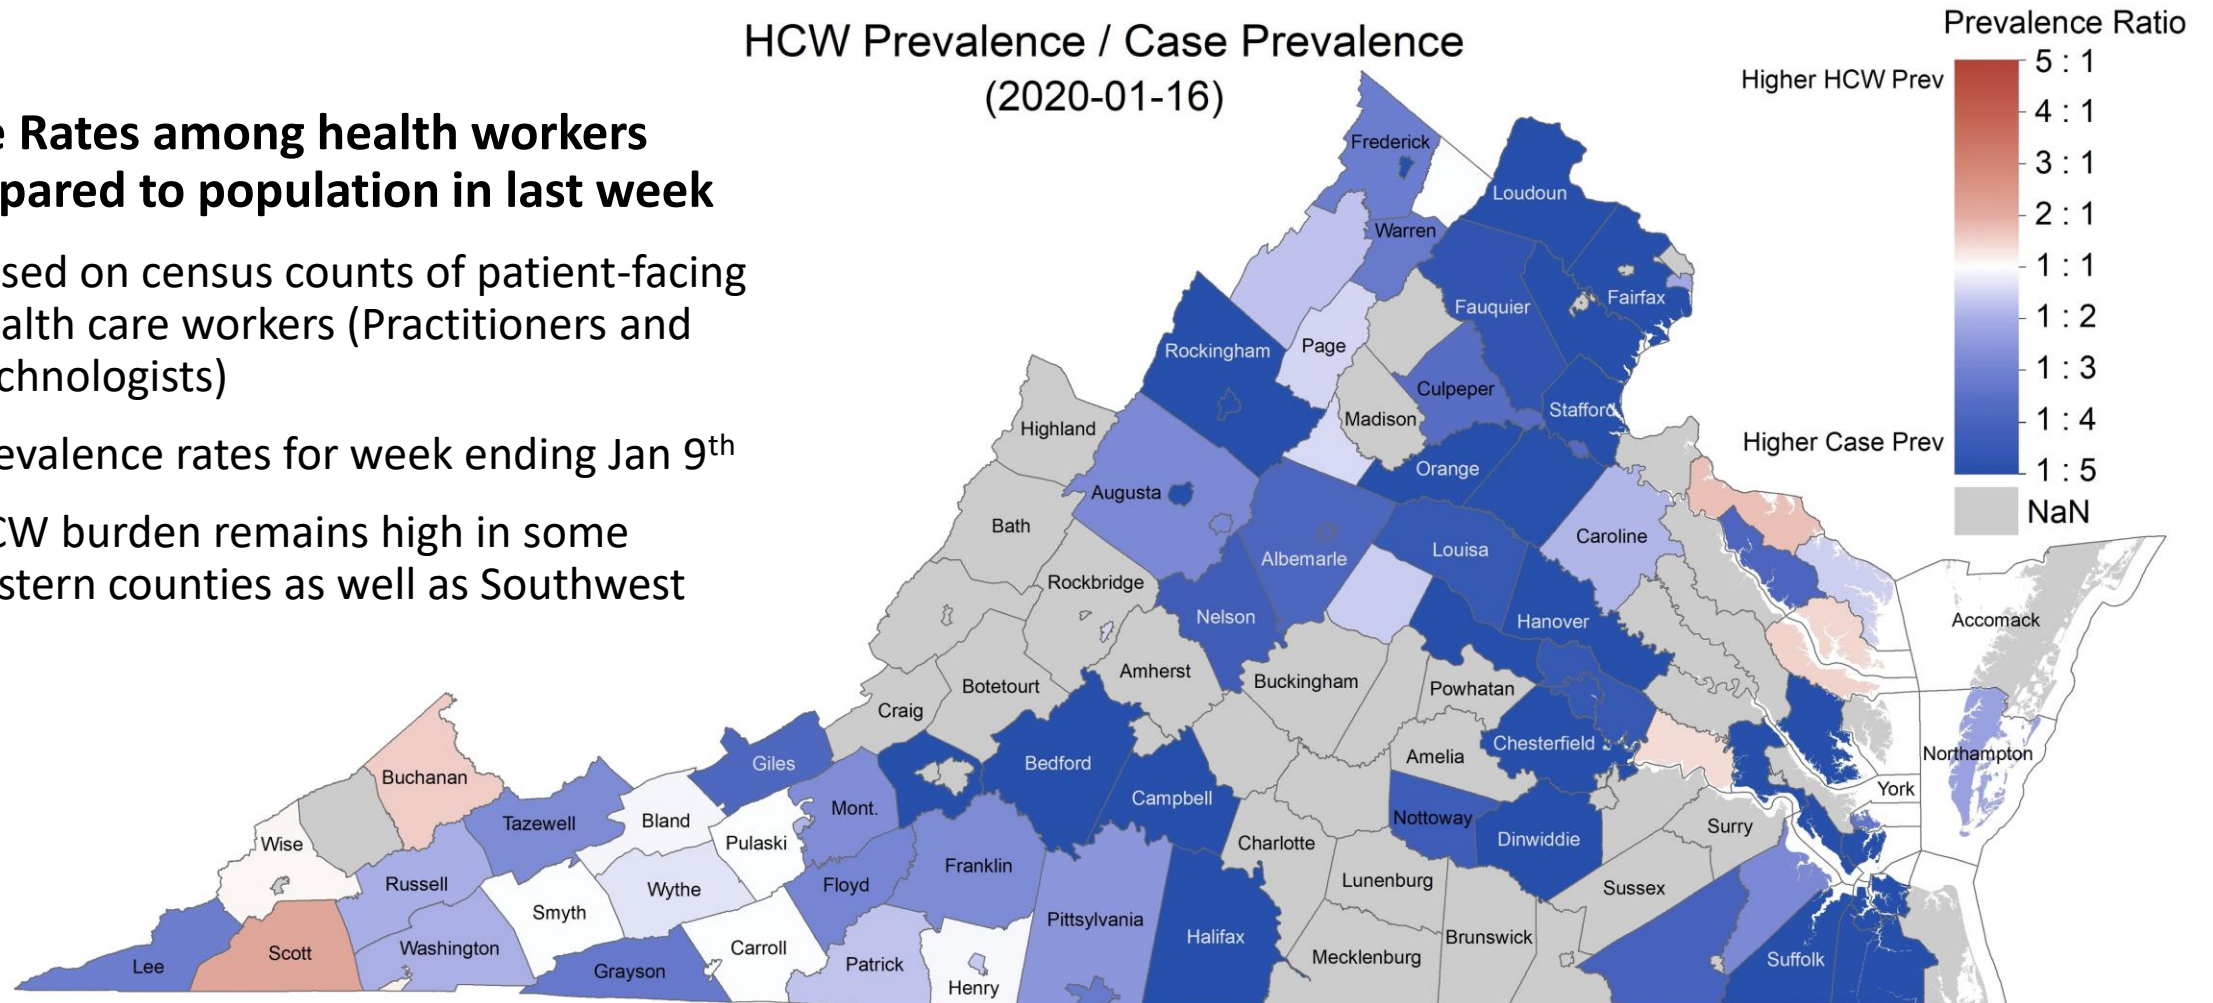 HCW Prevalence / Case Prevalence
(2020-01-16)
Rates among health workers
pared to population in last week
sed on census counts of patient-facing
alth care workers (Practitioners and
chnologists)
evalence rates for week ending Jan 9th
CW burden remains high in some
stern counties as well as Southwest
Prevalence Ratio
Higher HCW Prev
5 : 1
4 : 1
3 : 1
2 : 1
1 : 1
1 : 2
1 : 3
1 : 4
Higher Case Prev
1 : 5
NaN
Frederick
Loudoun
Warren
Fairfax
Fauquier
Page
Rockingham
Culpeper
Stafford
Madison
Highland
Orange
Augusta
Bath
Caroline
Louisa
Albemarle
Rockbridge
Nelson
Hanover
Accomack
Amherst
Buckingham
Botetourt
Powhatan
Craig
Chesterfield
Amelia
Northampton
Bedford
Giles
Buchanan
York
Campbell
Mont.
Nottoway
Bland
Tazewell
Surry
Dinwiddie
Pulaski
Wise
Charlotte
Franklin
Lunenburg
Russell
Floyd
Wythe
Sussex
Smyth
Pittsylvania
Halifax
Brunswick
Washington
Carroll
Scott
Mecklenburg
Suffolk
Patrick
Lee
Grayson
Henry